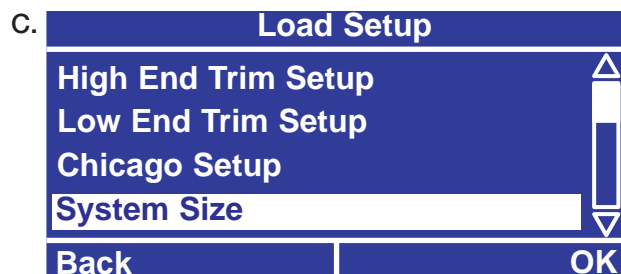 C.
Load Setup
High End Trim Setup
Low End Trim Setup
Chicago Setup
System Size
Back OK